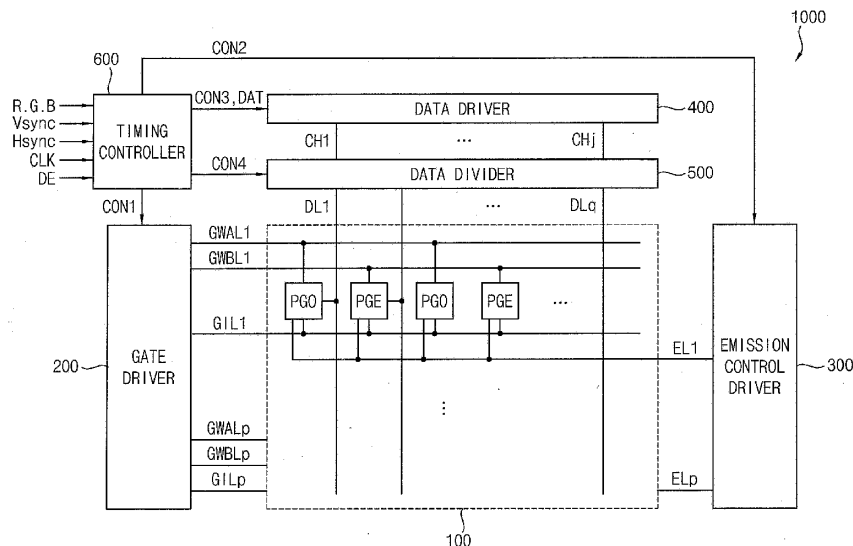 1000
CON2
600
R.G.B
Vsync
Hsync
CLK
DE
TIMING
CONTROLLER
CON3,DAT
DATA DRIVER
400
CH1
...
CHj
CON4
DATA DIVIDER
500
CON1
DL1
...
DLq
GWAL1
GWBL1
PGO
PGE
PGO
PGE
...
GIL1
200
GATE
DRIVER
EL1
EMISSION
CONTROL
DRIVER
300
GWALp
GWBLp
GILp
ELp
100